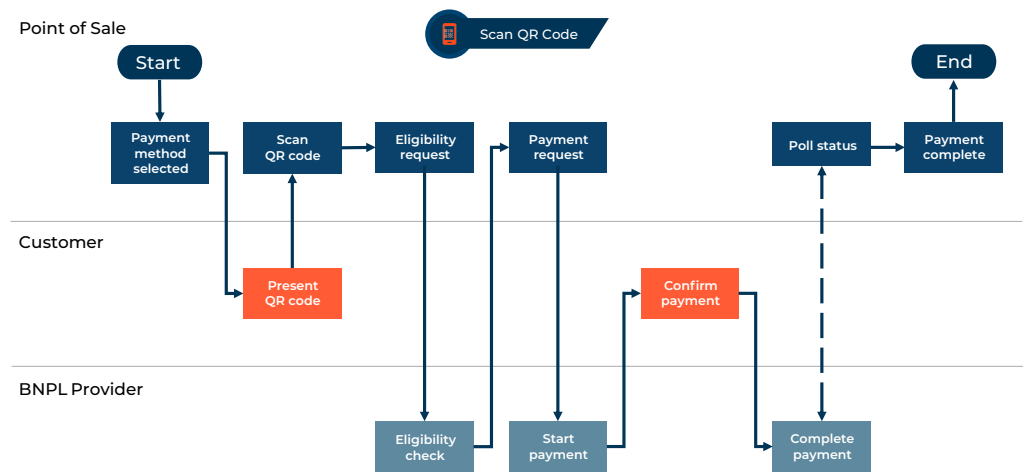 Point of Sale
Scan QR Code
Start
End
Payment
method
selected
Scan
QR code
Eligibility
request
Payment
request
Poll status
Payment
complete
Customer
Present
QR code
Confirm
payment
BNPL Provider
Eligibility
check
Start
payment
Complete
payment